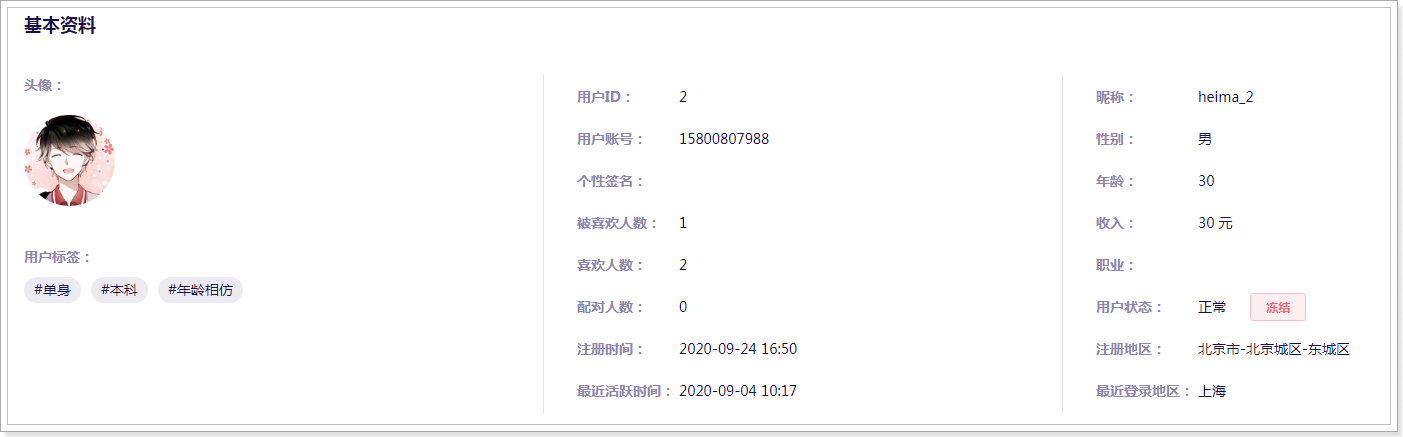 基本资料
头像：
用户标签：
#单身 #本科 #年龄相仿
用户ID： 2
用户账号： 15800807988
个性签名：
被喜欢人数： 1
喜欢人数： 2
配对人数： 0
注册时间： 2020-09-24 16:50
最近活跃时间： 2020-09-04 10:17
昵称： heima_2
性别： 男
年龄： 30
收入： 30 元
职业：
用户状态： 正常 冻结
注册地区： 北京市-北京城区-东城区
最近登录地区： 上海